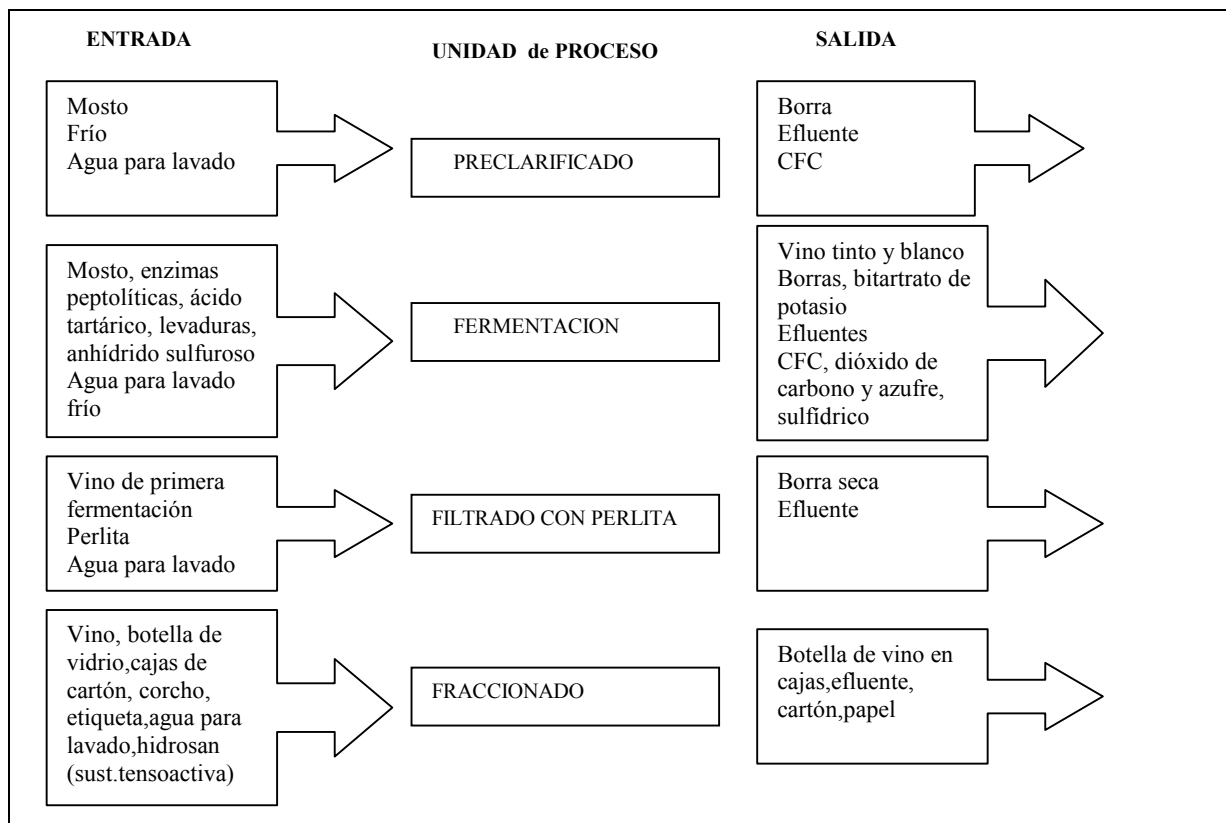 ENTRADA
UNIDAD de PROCESO
SALIDA
Mosto
Frío
Agua para lavado
PRECLARIFICADO
Borra
Efluente
CFC
Mosto, enzimas
peptolíticas, ácido
tartárico, levaduras,
anhídrido sulfuroso
Agua para lavado
frío
FERMENTACION
Vino tinto y blanco
Borras, bitartrato de
potasio
Efluentes
CFC, dióxido de
carbono y azufre,
sulfídrico
Vino de primera
fermentación
Perlita
Agua para lavado
FILTRADO CON PERLITA
Borra seca
Efluente
Vino, botella de
vidrio,cajas de
cartón, corcho,
etiqueta,agua para
lavado,hidrosan
(sust.tensoactiva)
FRACCIONADO
Botella de vino en
cajas,efluente,
cartón,papel